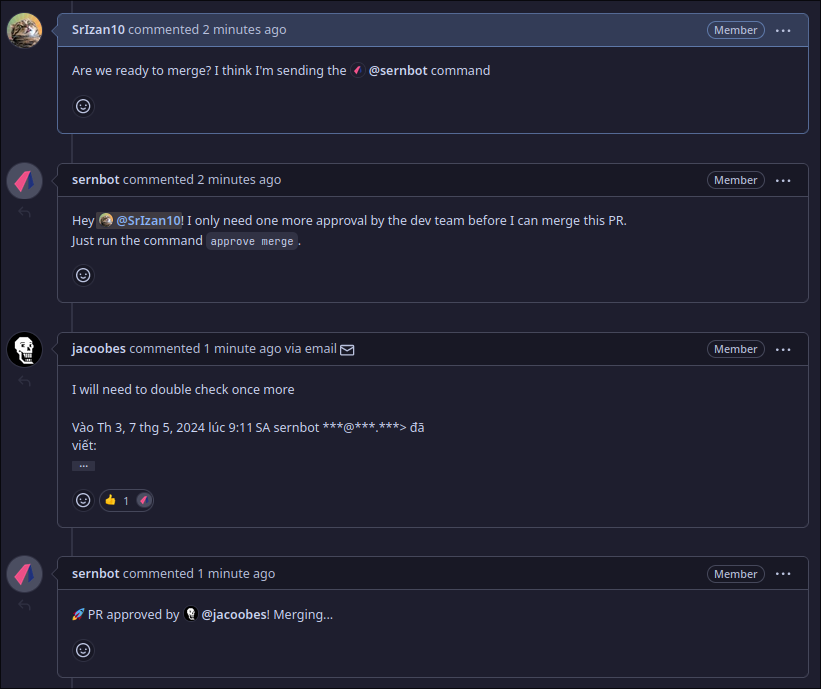 SrIzan10 commented 2 minutes ago Member
Are we ready to merge? I think I'm sending the @sernbot command
sernbot commented 2 minutes ago Member
Hey @SrIzan10! I only need one more approval by the dev team before I can merge this PR.
Just run the command approve merge.
jacoobes commented 1 minute ago via email Member
I will need to double check once more
Vào Th 3, 7 thg 5, 2024 lúc 9:11 SA sernbot ***@***.***> đã
viết:
...
👍 1
sernbot commented 1 minute ago Member
🚀 PR approved by @jacoobes! Merging...